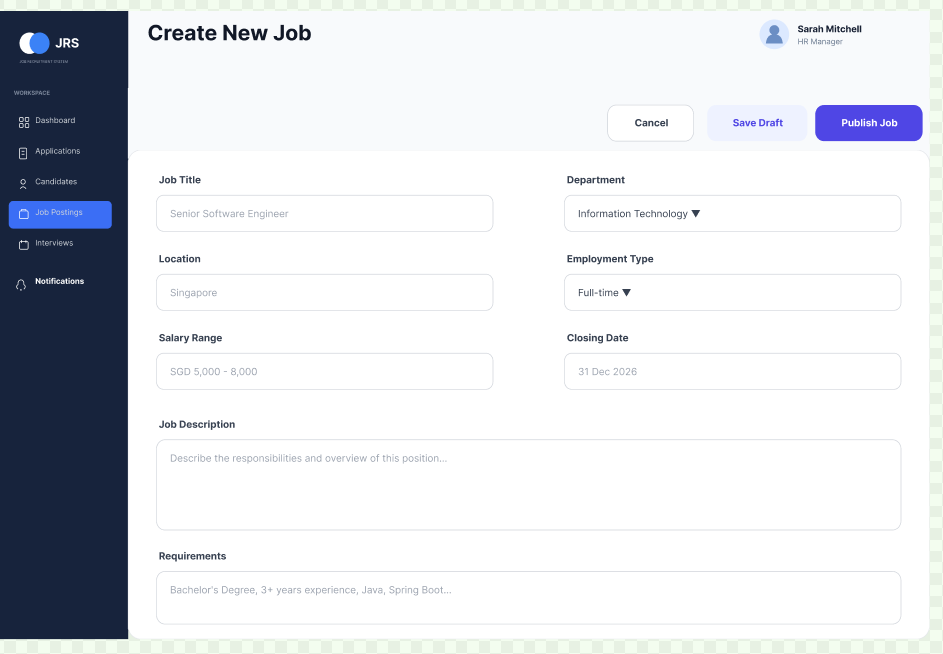 JRS
JOB RECRUITMENT SYSTEM
WORKSPACE
Dashboard
Applications
Candidates
Job Postings
Interviews
Notifications
Create New Job
Sarah Mitchell
HR Manager
Cancel
Save Draft
Publish Job
Job Title
Senior Software Engineer
Department
Information Technology ▼
Location
Singapore
Employment Type
Full-time ▼
Salary Range
SGD 5,000 - 8,000
Closing Date
31 Dec 2026
Job Description
Describe the responsibilities and overview of this position...
Requirements
Bachelor's Degree, 3+ years experience, Java, Spring Boot...